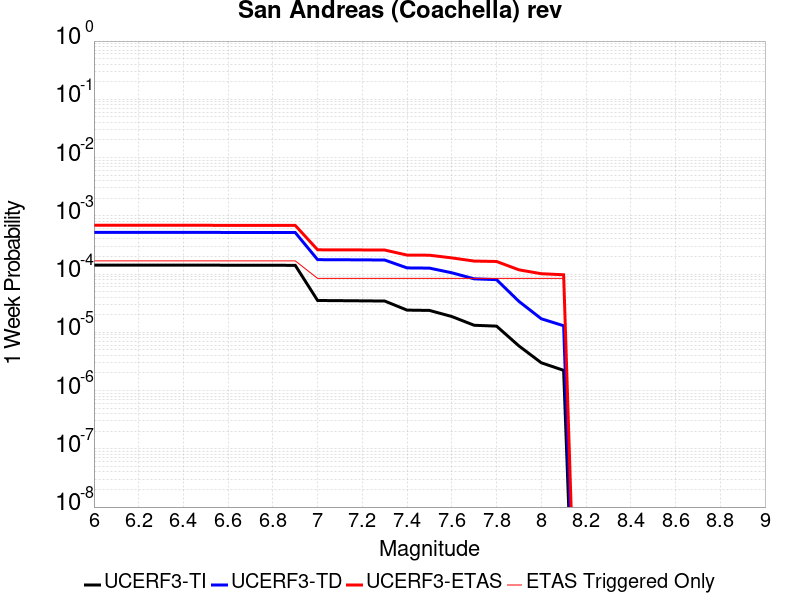 San Andreas (Coachella) rev
10^0
10^-1
10^-2
10^-3
10^-4
10^-5
10^-6
10^-7
10^-8
1 Week Probability
6 6.2 6.4 6.6 6.8 7 7.2 7.4 7.6 7.8 8 8.2 8.4 8.6 8.8 9
Magnitude
UCERF3-TI UCERF3-TD UCERF3-ETAS ETAS Triggered Only